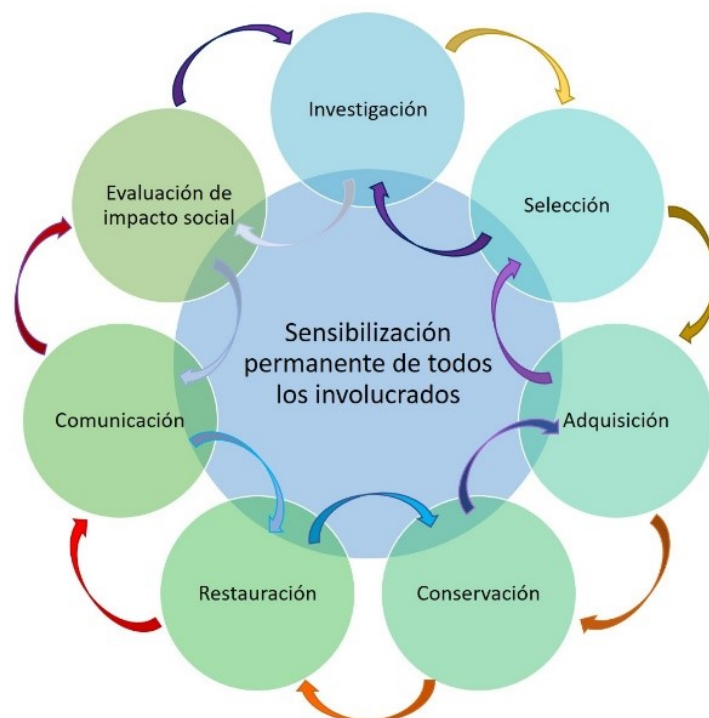 Investigación
Evaluación de
impacto social
Selección
Sensibilización
permanente de todos
los involucrados
Comunicación
Adquisición
Restauración
Conservación